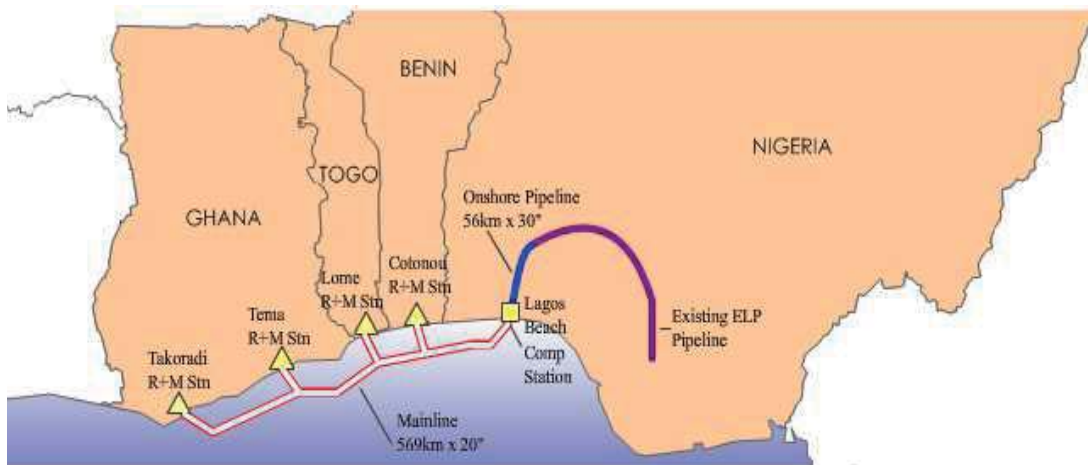 BENIN
NIGERIA
TOGO
GHANA
Onshore Pipeline
56km x 30"
Cotonou
R+M Stn
Lome
R+M Stn
Tema
R+M Stn
Takoradi
R+M Stn
Lagos
Beach
Comp
Station
Existing ELP
Pipeline
Mainline
569km x 20"